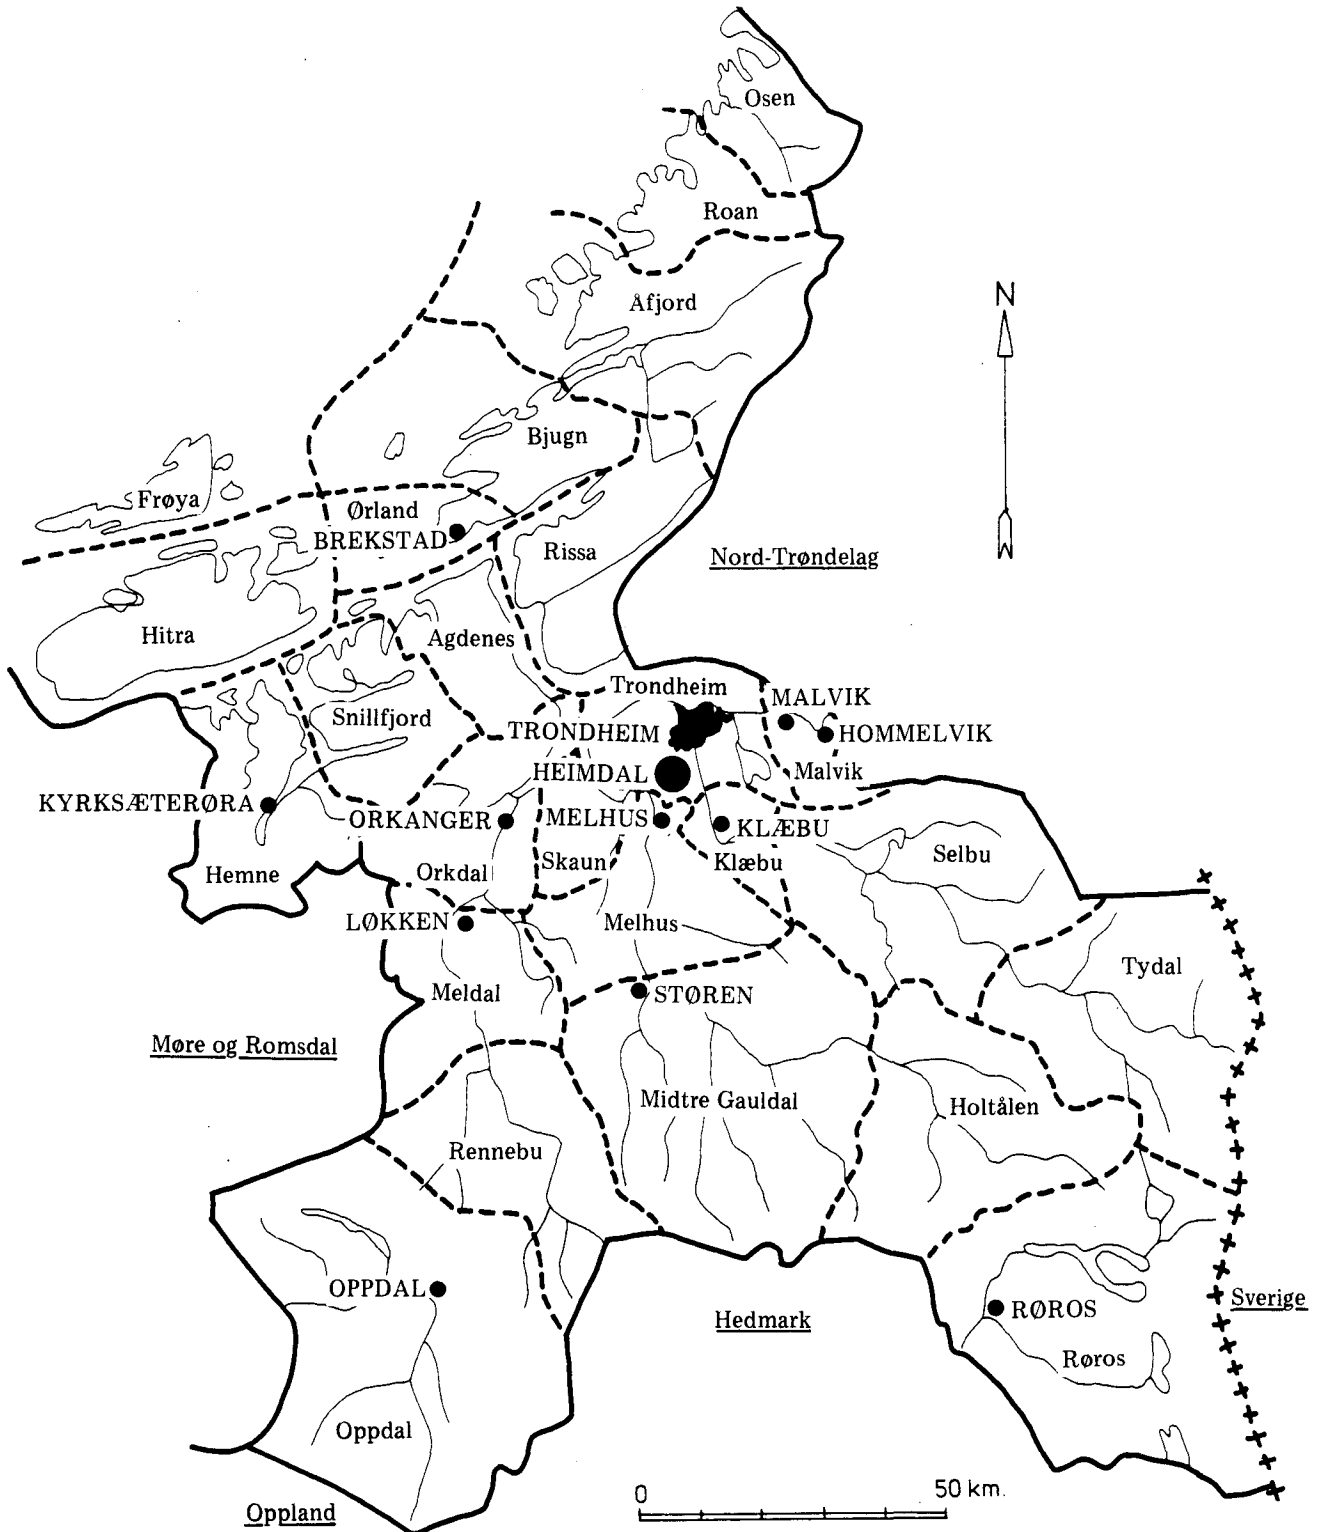 Osen
Roan
N
Åfjord
Bjugn
Frøya
Ørland
BREKSTAD
Rissa
Nord-Trøndelag
Hitra
Agdenes
Trondheim
MALVIK
Snillfjord
TRONDHEIM
HOMMELVIK
HEIMDAL
Malvik
KYRKSÆTERØRA
ORKANGER
MELHUS
KLÆBU
Hemne
Orkdal
Skaun
Klæbu
Selbu
LØKKEN
Melhus
Tydal
Meldal
STØREN
Møre og Romsdal
Midtre Gauldal
Holtålen
Rennebu
OPPDAL
Hedmark
RØROS
Sverige
Røros
Oppdal
Oppland
0 50 km.